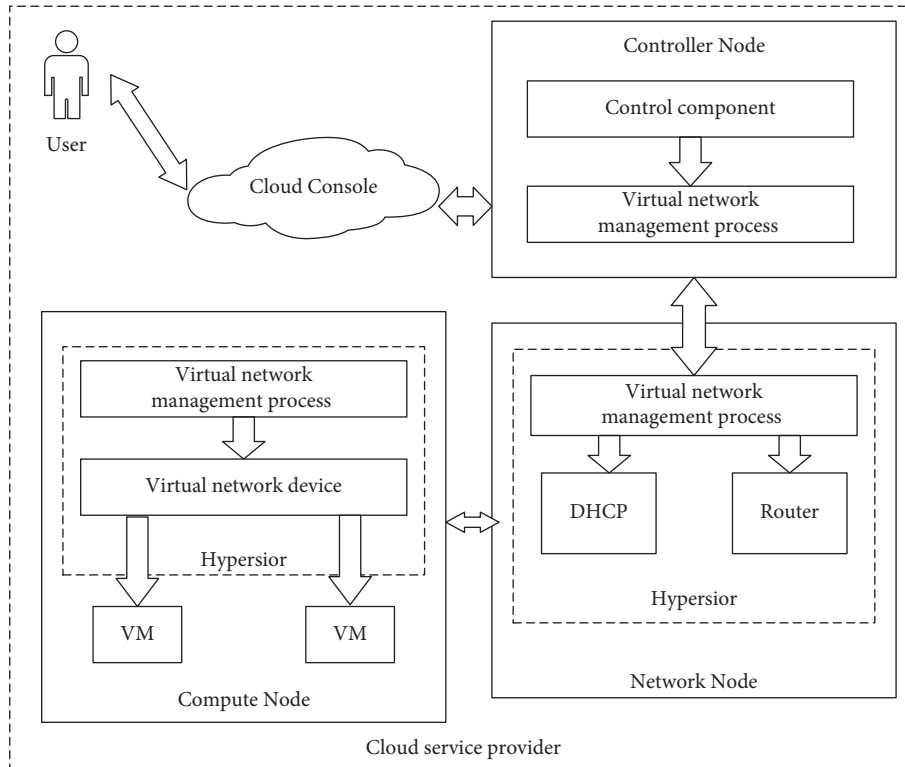 User
Cloud Console
Controller Node
Control component
Virtual network
management process
Virtual network
management process
Virtual network device
Hypersior
VM
VM
Compute Node
Virtual network
management process
DHCP
Router
Hypersior
Network Node
Cloud service provider